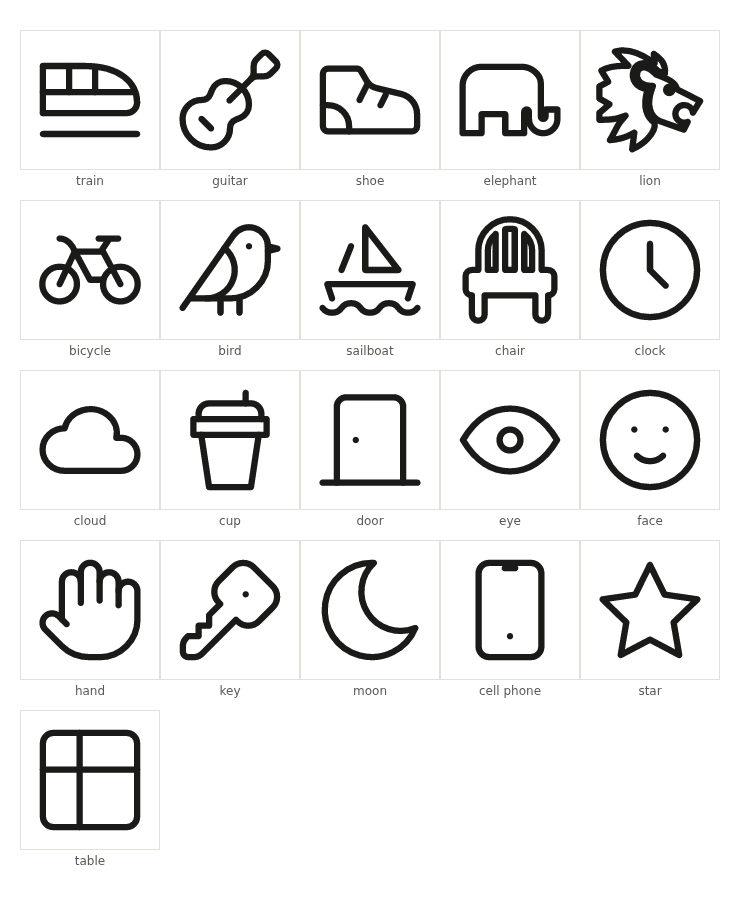 train guitar shoe elephant lion
bicycle bird sailboat chair clock
cloud cup door eye face
hand key moon cell phone star
table